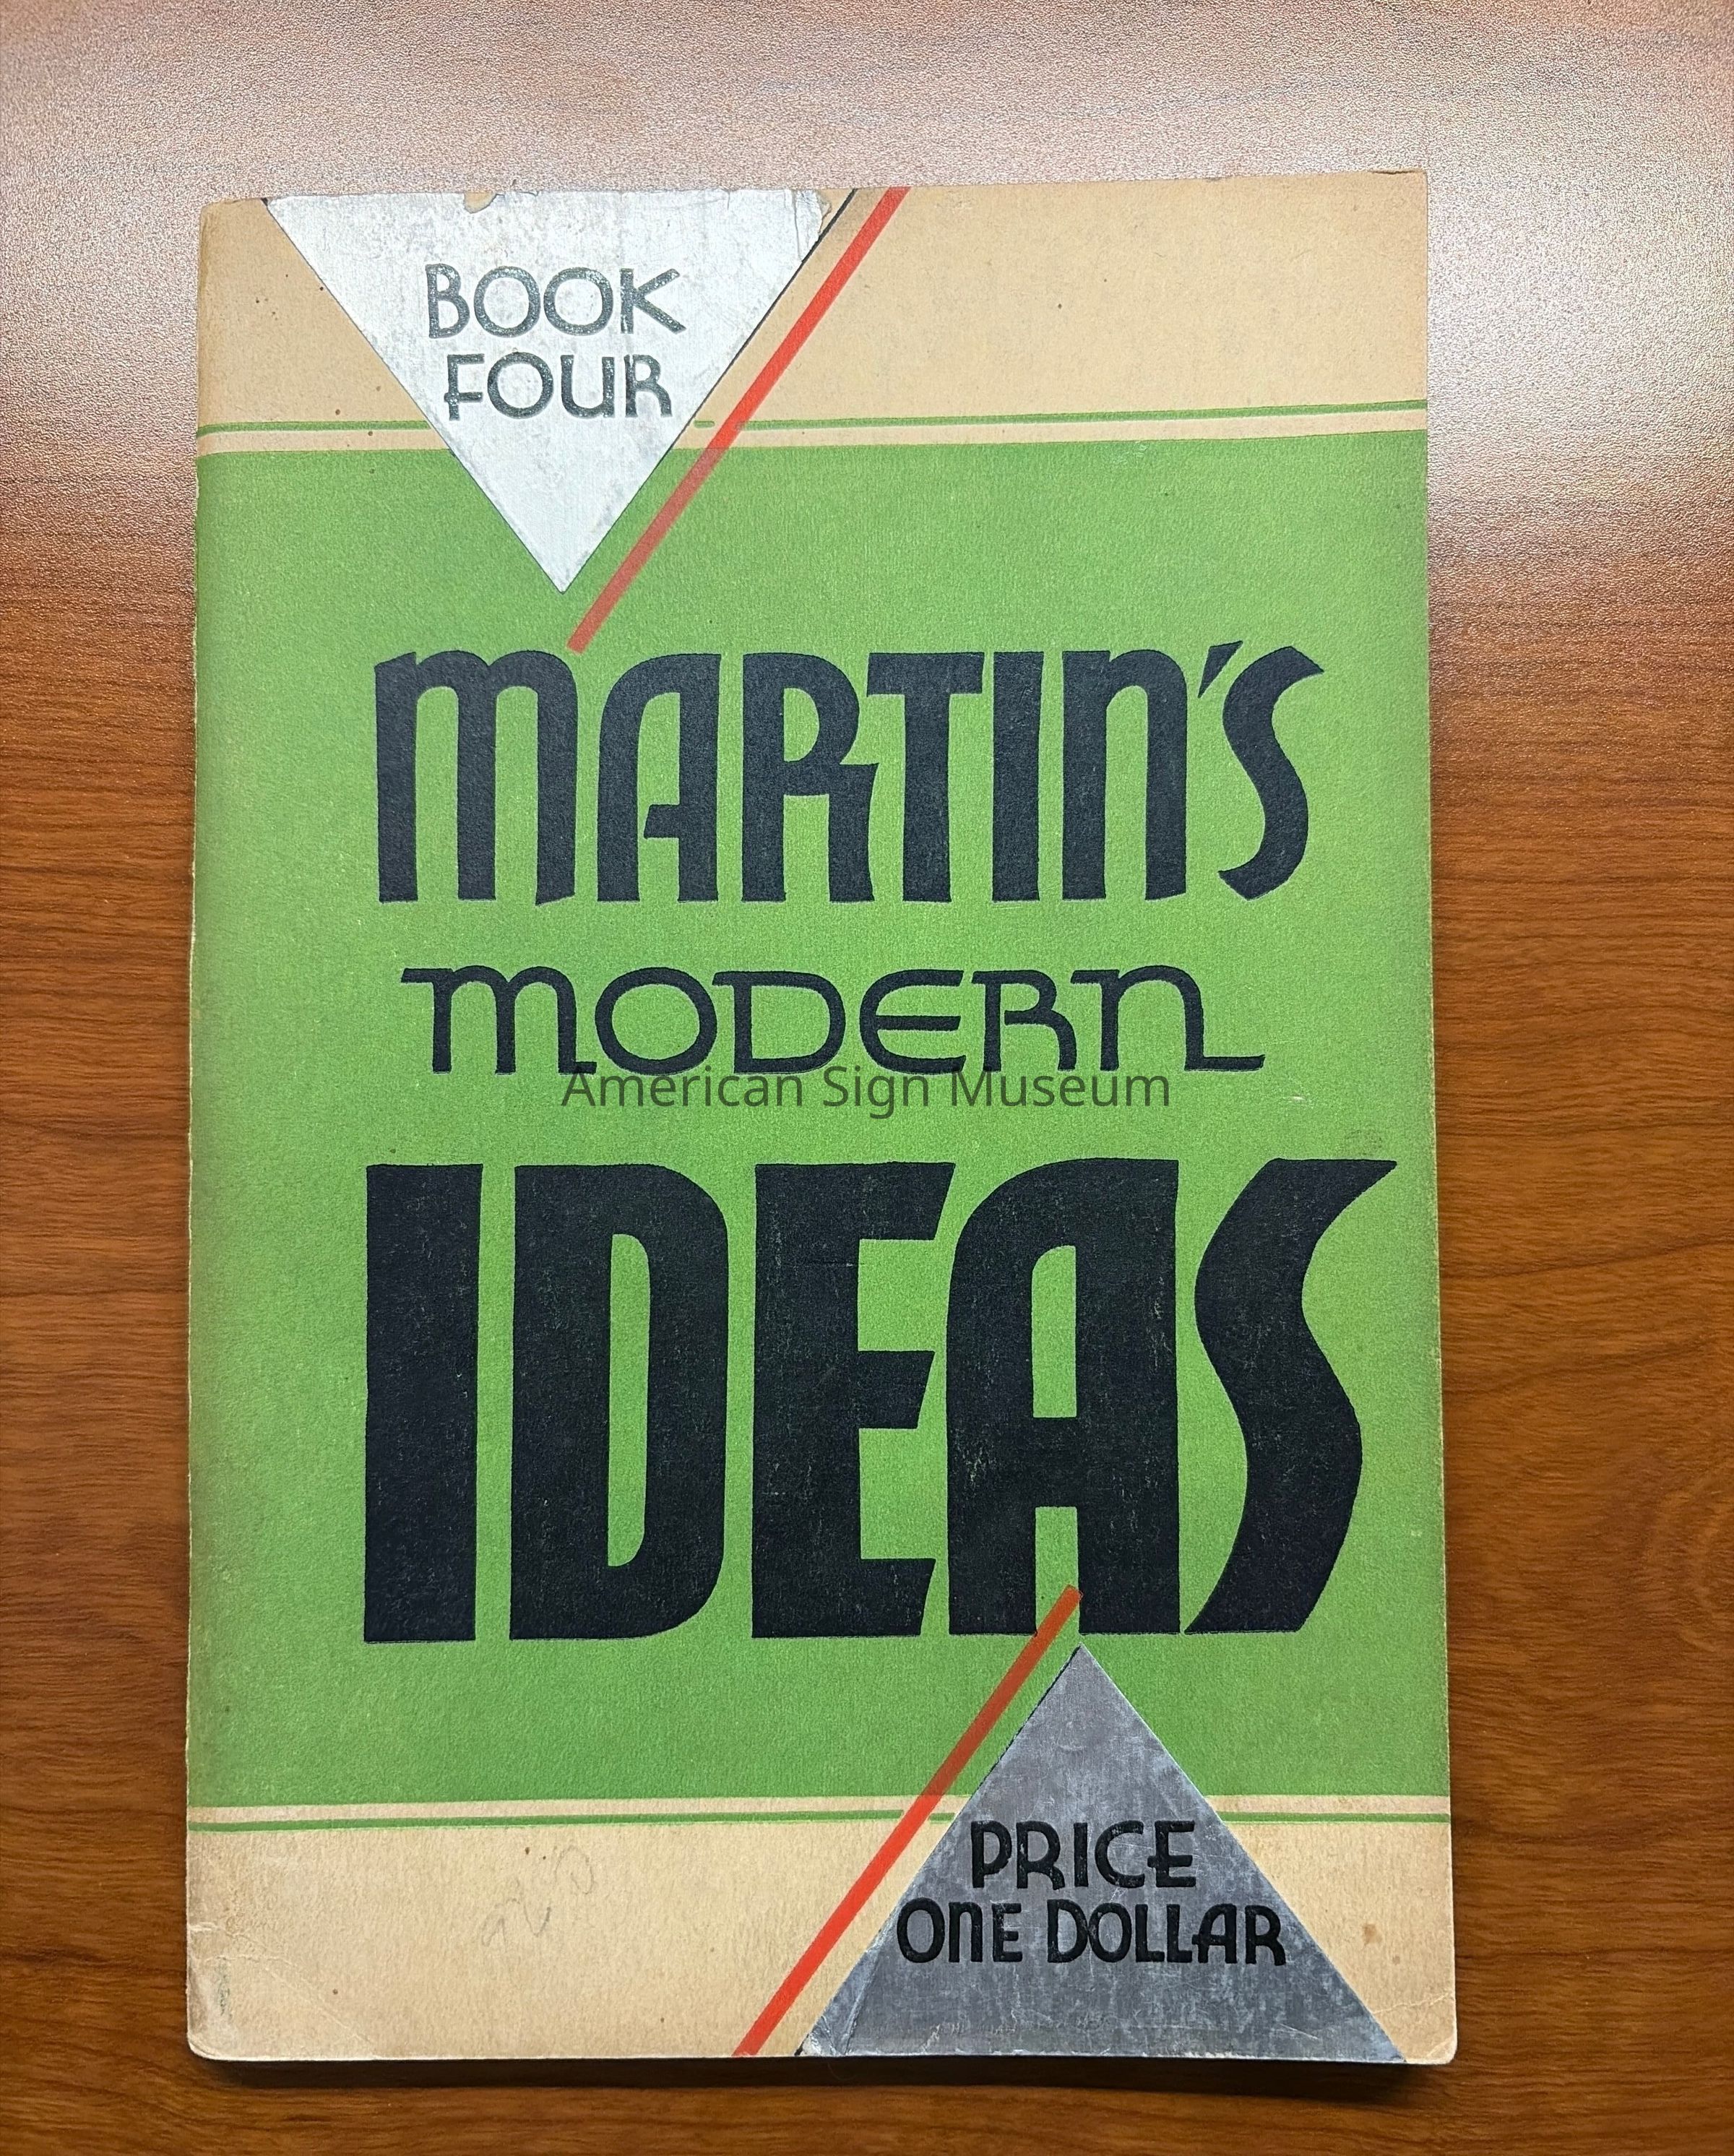 BOOK
FOUR
MARTIN'S
MODERN
American Sign Museum
IDEAS
PRICE
ONE DOLLAR